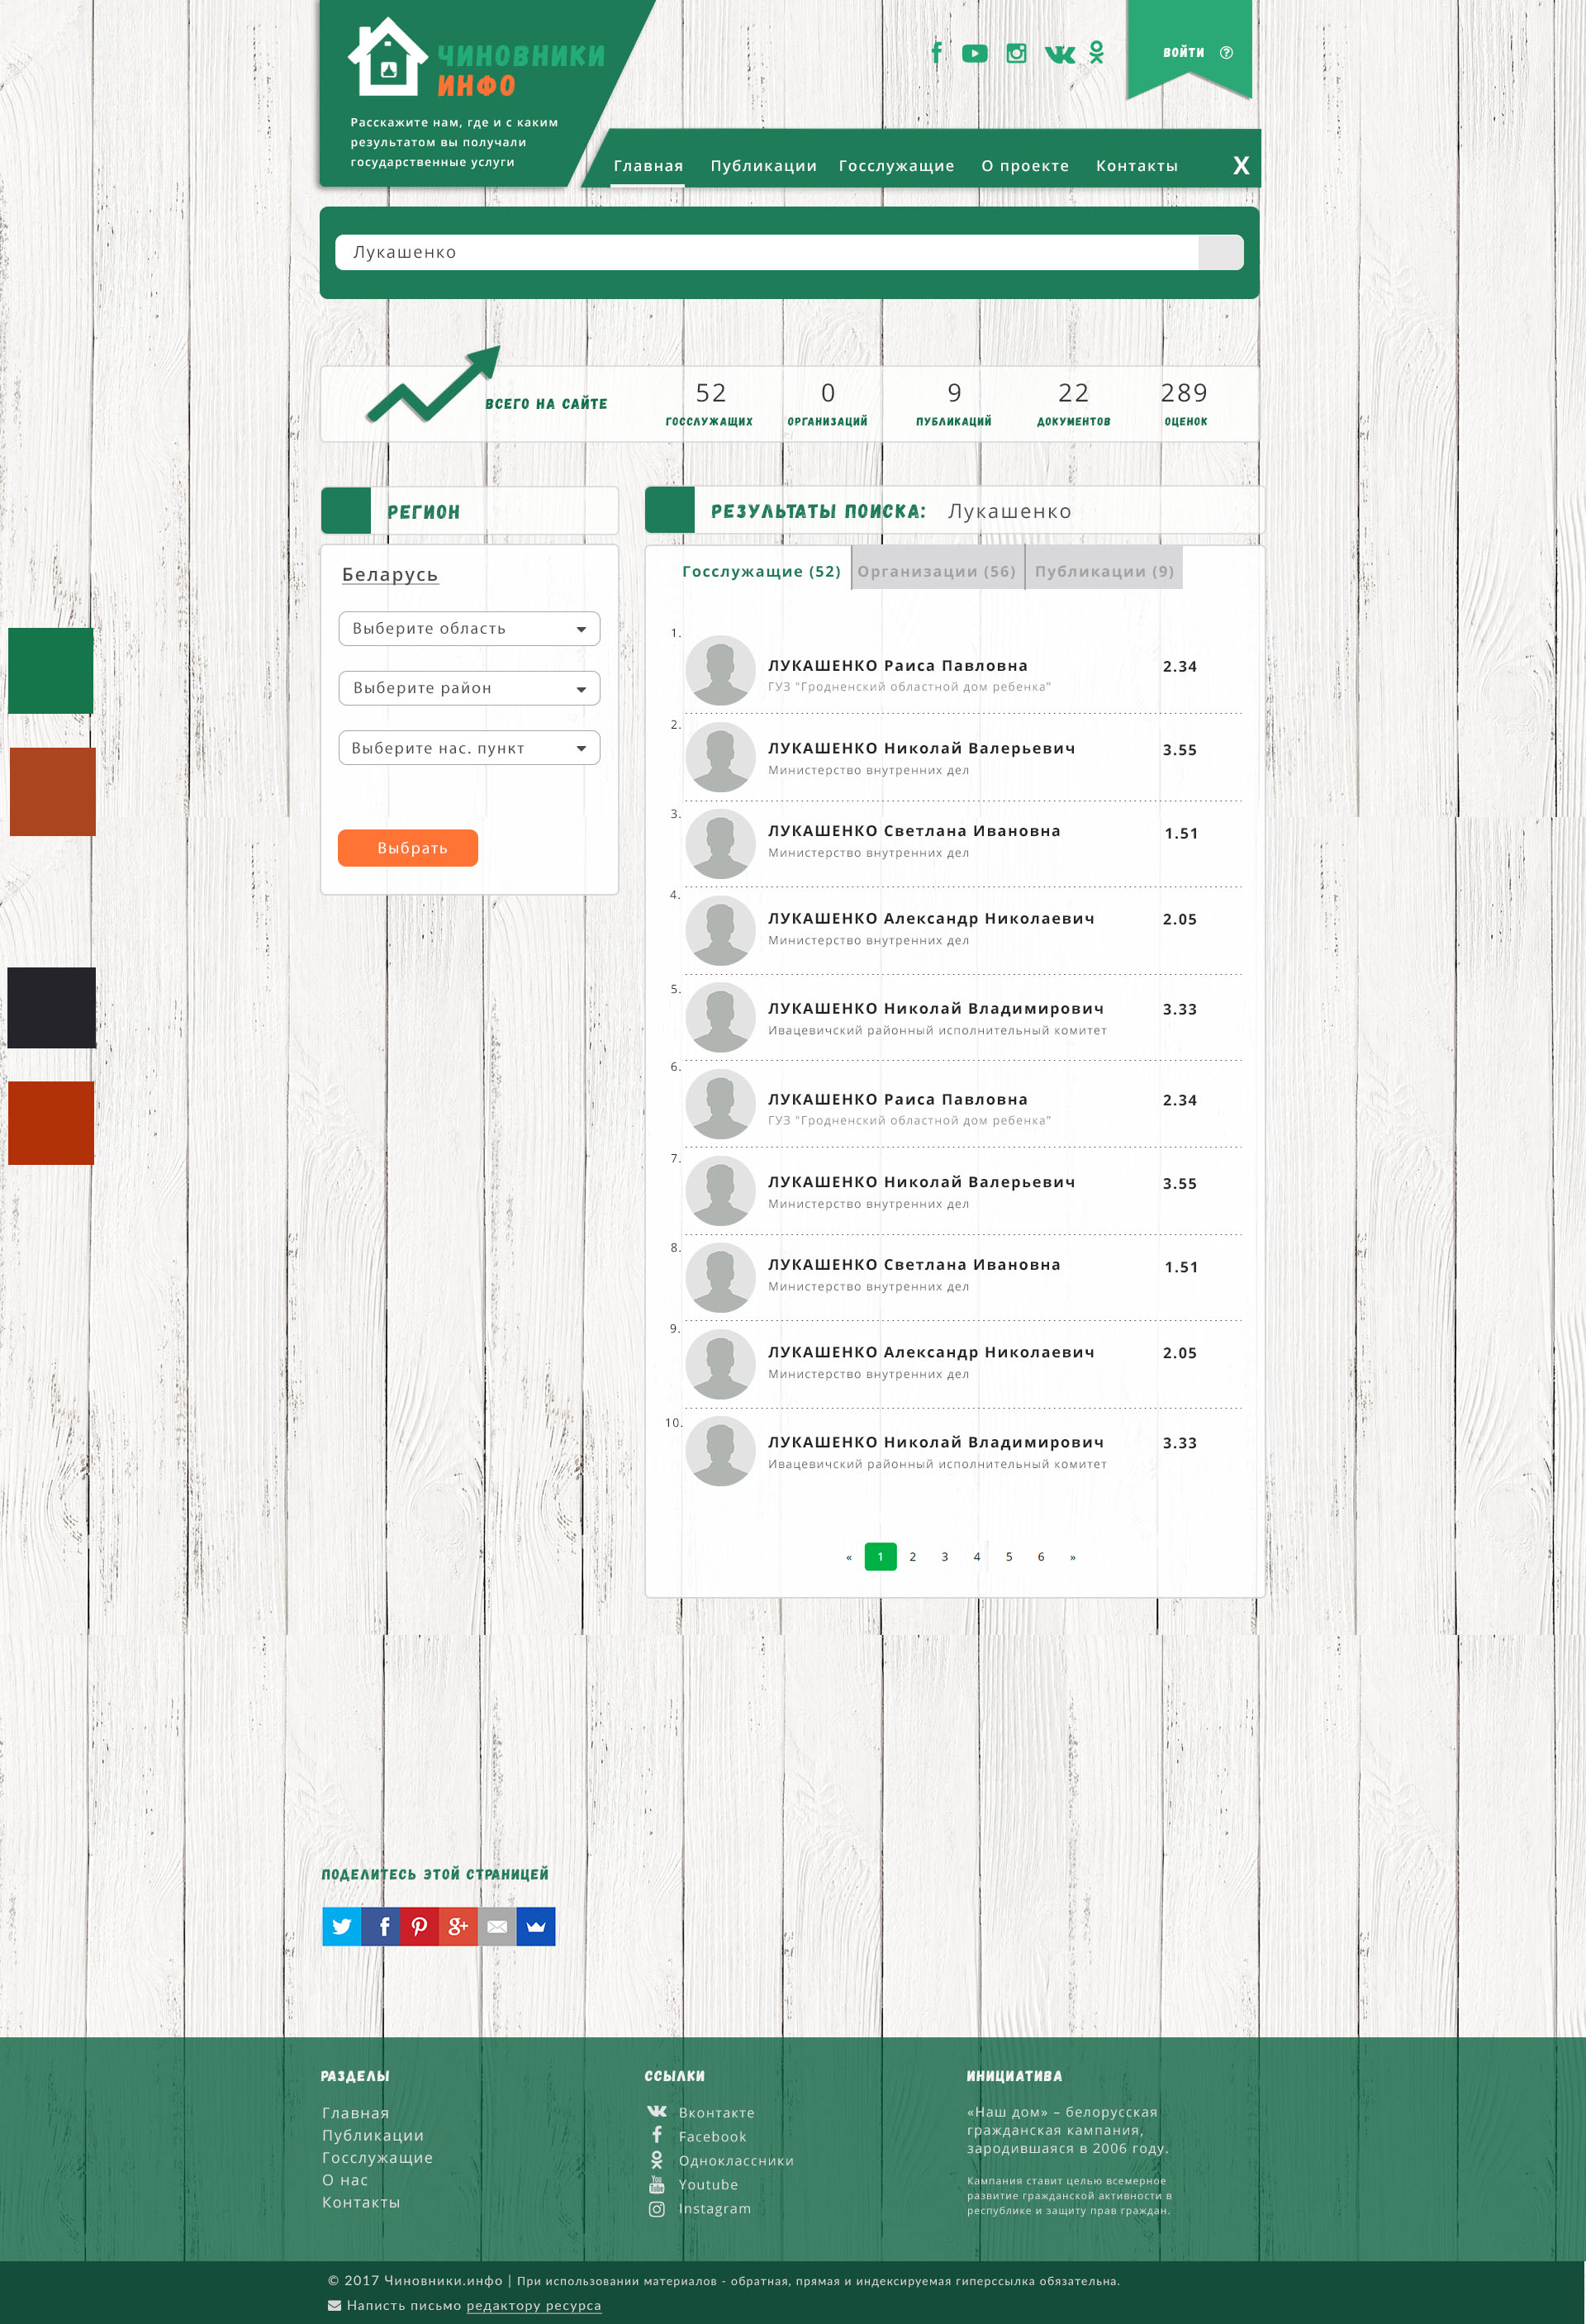 ЧИНОВНИКИ
ИНФО
Расскажите нам, где и с каким
результатом вы получали
государственные услуги
ВОЙТИ ?
Главная Публикации Госслужащие О проекте Контакты X
Лукашенко
ВСЕГО НА САЙТЕ
52 0 9 22 289
ГОССЛУЖАЩИХ ОРГАНИЗАЦИЙ ПУБЛИКАЦИЙ ДОКУМЕНТОВ ОЦЕНОК
РЕГИОН
Беларусь
Выберите область
Выберите район
Выберите нас. пункт
Выбрать
РЕЗУЛЬТАТЫ ПОИСКА: Лукашенко
Госслужащие (52) Организации (56) Публикации (9)
1.
ЛУКАШЕНКО Раиса Павловна 2.34
ГУЗ "Гродненский областной дом ребенка"
2.
ЛУКАШЕНКО Николай Валерьевич 3.55
Министерство внутренних дел
3.
ЛУКАШЕНКО Светлана Ивановна 1.51
Министерство внутренних дел
4.
ЛУКАШЕНКО Александр Николаевич 2.05
Министерство внутренних дел
5.
ЛУКАШЕНКО Николай Владимирович 3.33
Ивацевичский районный исполнительный комитет
6.
ЛУКАШЕНКО Раиса Павловна 2.34
ГУЗ "Гродненский областной дом ребенка"
7.
ЛУКАШЕНКО Николай Валерьевич 3.55
Министерство внутренних дел
8.
ЛУКАШЕНКО Светлана Ивановна 1.51
Министерство внутренних дел
9.
ЛУКАШЕНКО Александр Николаевич 2.05
Министерство внутренних дел
10.
ЛУКАШЕНКО Николай Владимирович 3.33
Ивацевичский районный исполнительный комитет
« 1 2 3 4 5 6 »
ПОДЕЛИТЕСЬ ЭТОЙ СТРАНИЦЕЙ
РАЗДЕЛЫ
Главная
Публикации
Госслужащие
О нас
Контакты
ССЫЛКИ
Вконтакте
Facebook
Одноклассники
Youtube
Instagram
ИНИЦИАТИВА
«Наш дом» – белорусская
гражданская кампания,
зародившаяся в 2006 году.
Кампания ставит целью всемерное
развитие гражданской активности в
республике и защиту прав граждан.
© 2017 Чиновники.инфо | При использовании материалов - обратная, прямая и индексируемая гиперссылка обязательна.
Напиcть письмо редактору ресурса